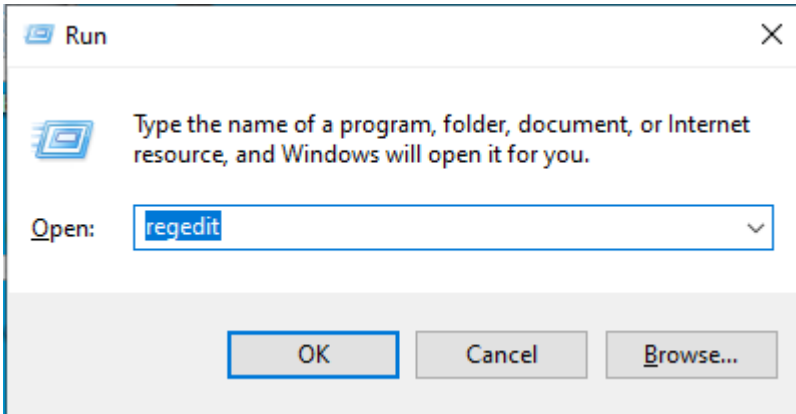 Run
Type the name of a program, folder, document, or Internet
resource, and Windows will open it for you.
Open: regedit
OK Cancel Browse...